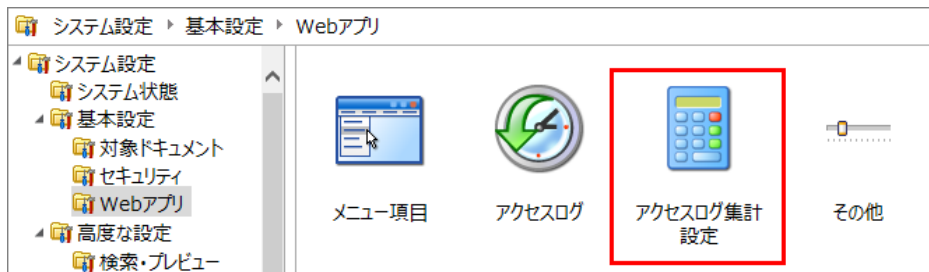 システム設定 ▸ 基本設定 ▸ Webアプリ
システム設定
システム状態
基本設定
対象ドキュメント
セキュリティ
Webアプリ
高度な設定
検索・プレビュー
メニュー項目
アクセスログ
アクセスログ集計
設定
その他